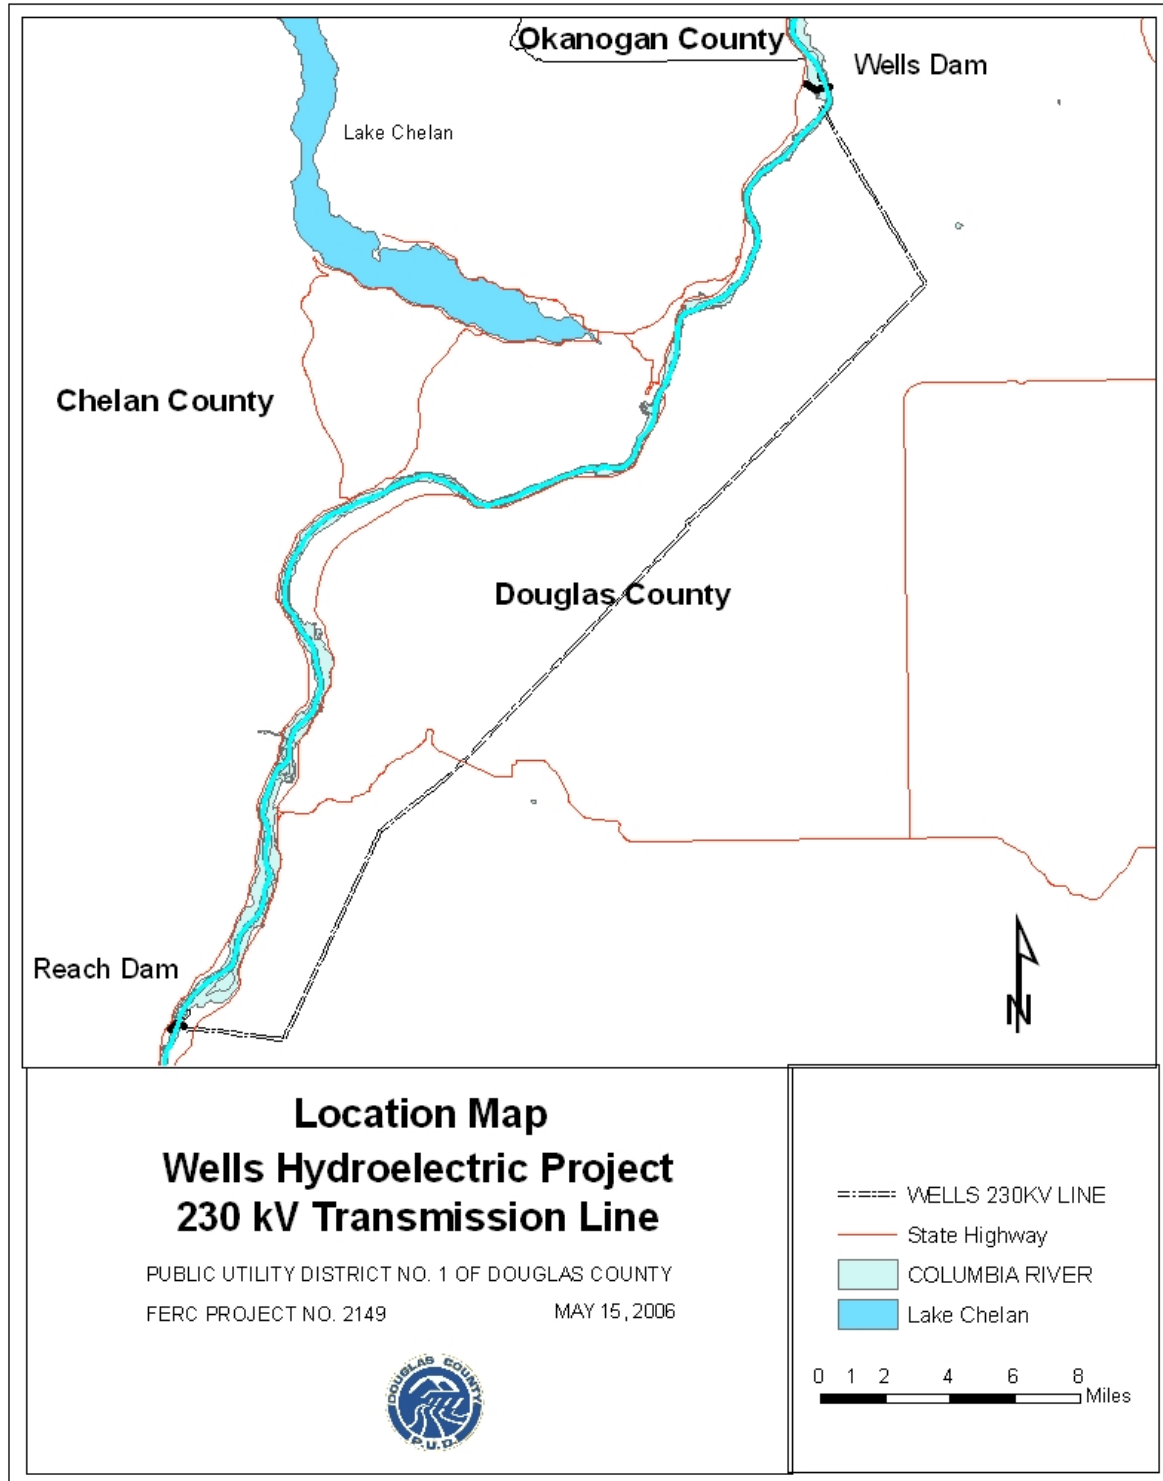 Okanogan County
Wells Dam
Lake Chelan
Chelan County
Douglas County
Reach Dam
N
Location Map
Wells Hydroelectric Project
230 kV Transmission Line
PUBLIC UTILITY DISTRICT NO. 1 OF DOUGLAS COUNTY
FERC PROJECT NO. 2149 MAY 15, 2006
DOUGLAS COUNTY
P.U.D.
WELLS 230KV LINE
State Highway
COLUMBIA RIVER
Lake Chelan
0 1 2 4 6 8
Miles